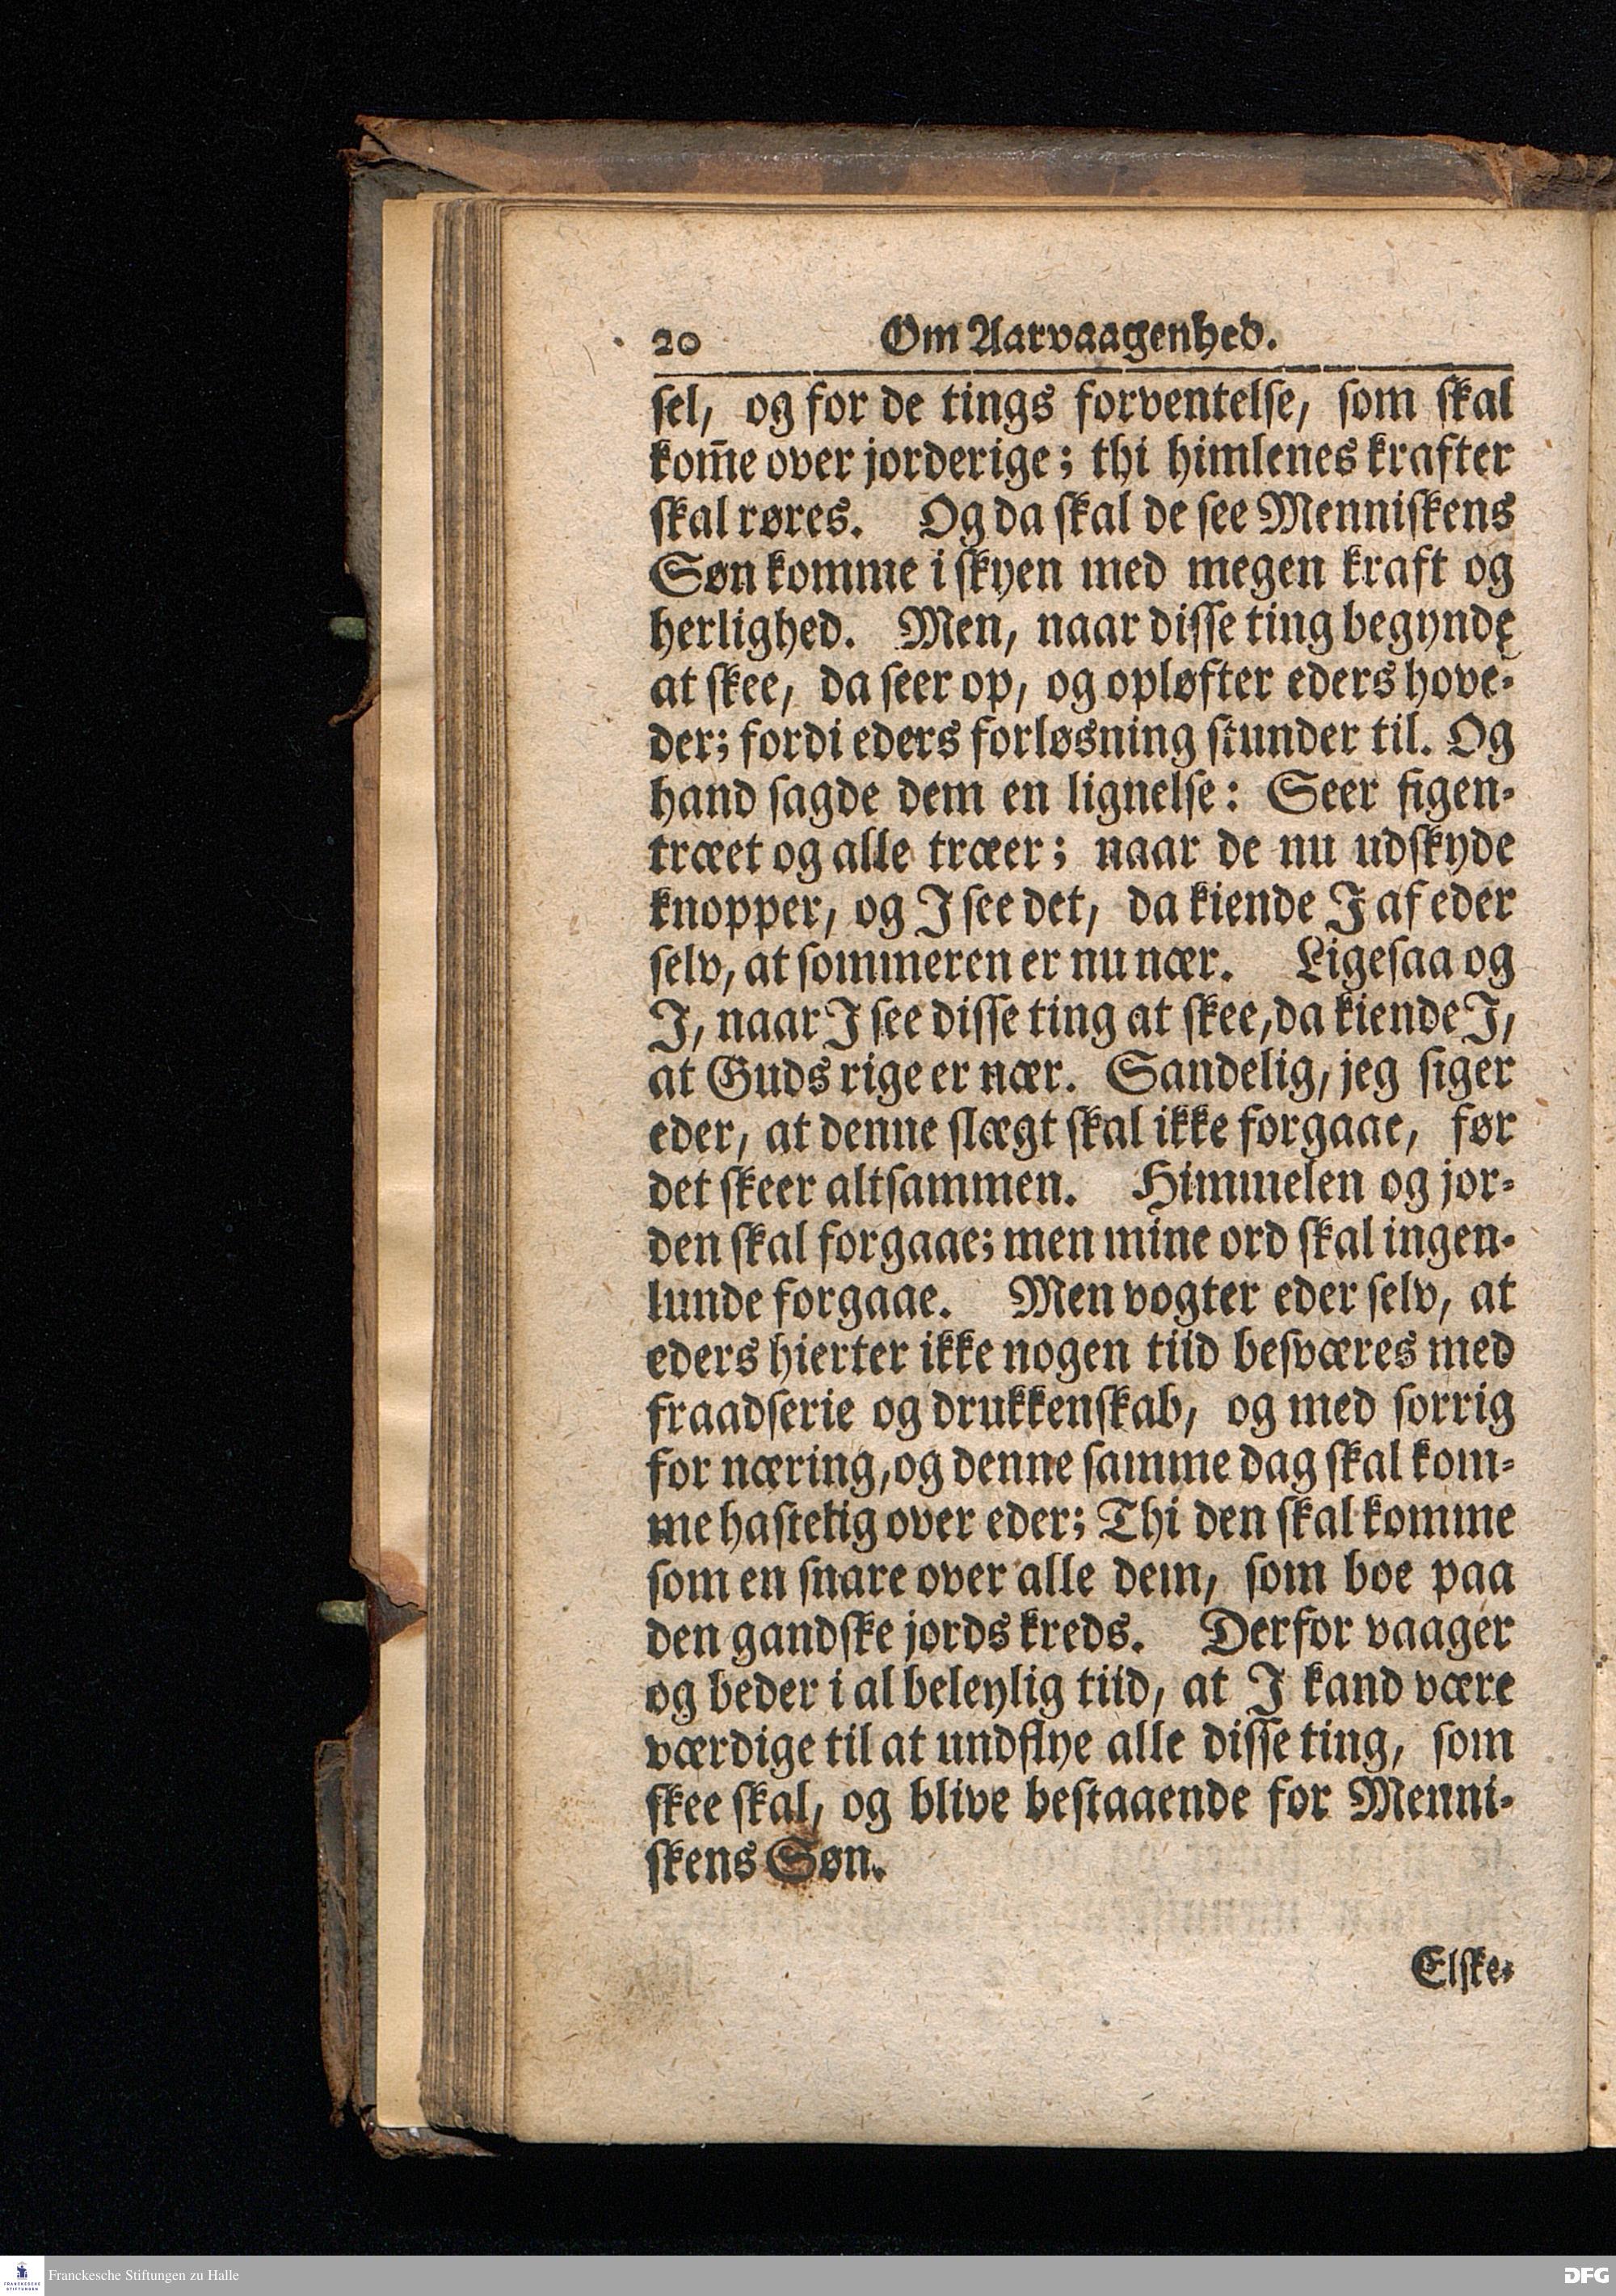 20 Om Aarvaagenhed.
sel, og for de tings forventelse, som skal
kom̃e over jorderige; thi himlenes krafter
skal røres. Og da skal de see Menniskens
Søn komme i skyen med megen kraft og
herlighed. Men, naar disse ting begynde
at skee, da seer op, og opløfter eders hove-
der; fordi eders forløsning stunder til. Og
hand sagde dem en lignelse: Seer figen-
træet og alle træer; naar de nu udskyde
knopper, og I see det, da kiende I af eder
selv, at sommeren er nu nær. Ligesaa og
I, naar I see disse ting at skee, da kiende I,
at Guds rige er nær. Sandelig, jeg siger
eder, at denne slægt skal ikke forgaae, før
det skeer altsammen. Himmelen og jor-
den skal forgaae; men mine ord skal ingen-
lunde forgaae. Men vogter eder selv, at
eders hierter ikke nogen tiid besværes med
fraadserie og drukkenskab, og med sorrig
for næring, og denne samme dag skal kom-
me hastelig over eder; Thi den skal komme
som en snare over alle dem, som boe paa
den gandske jords kreds. Derfor vaager
og beder i al beleylig tiid, at I kand være
værdige til at undflye alle disse ting, som
skee skal, og blive bestaaende for Menni-
skens Søn.
Elske-
FRANCKESCHE STIFTUNGEN
Franckesche Stiftungen zu Halle
DFG